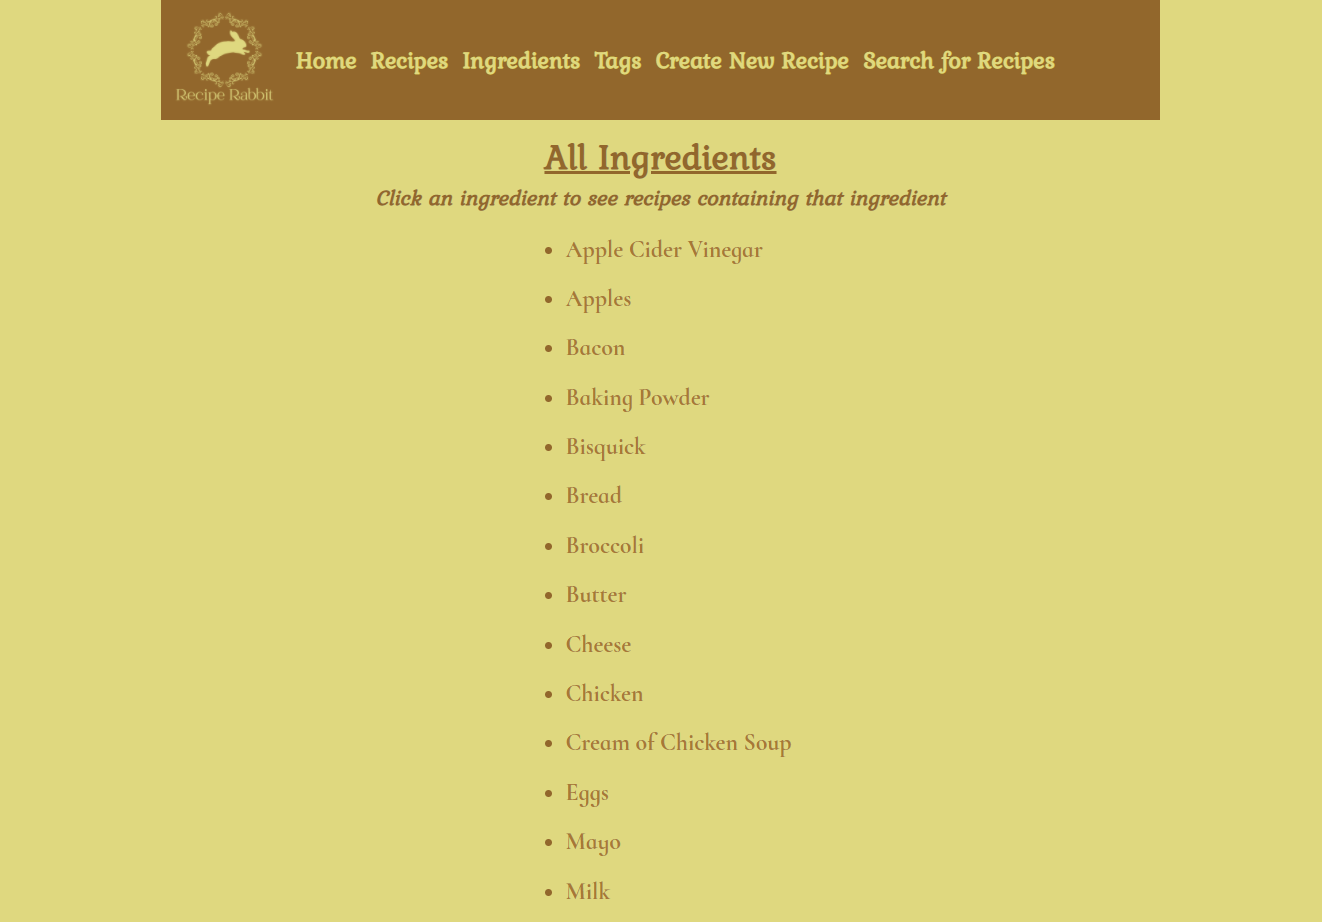 Recipe Rabbit
Home Recipes Ingredients Tags Create New Recipe Search for Recipes
All Ingredients
Click an ingredient to see recipes containing that ingredient
Apple Cider Vinegar
Apples
Bacon
Baking Powder
Bisquick
Bread
Broccoli
Butter
Cheese
Chicken
Cream of Chicken Soup
Eggs
Mayo
Milk